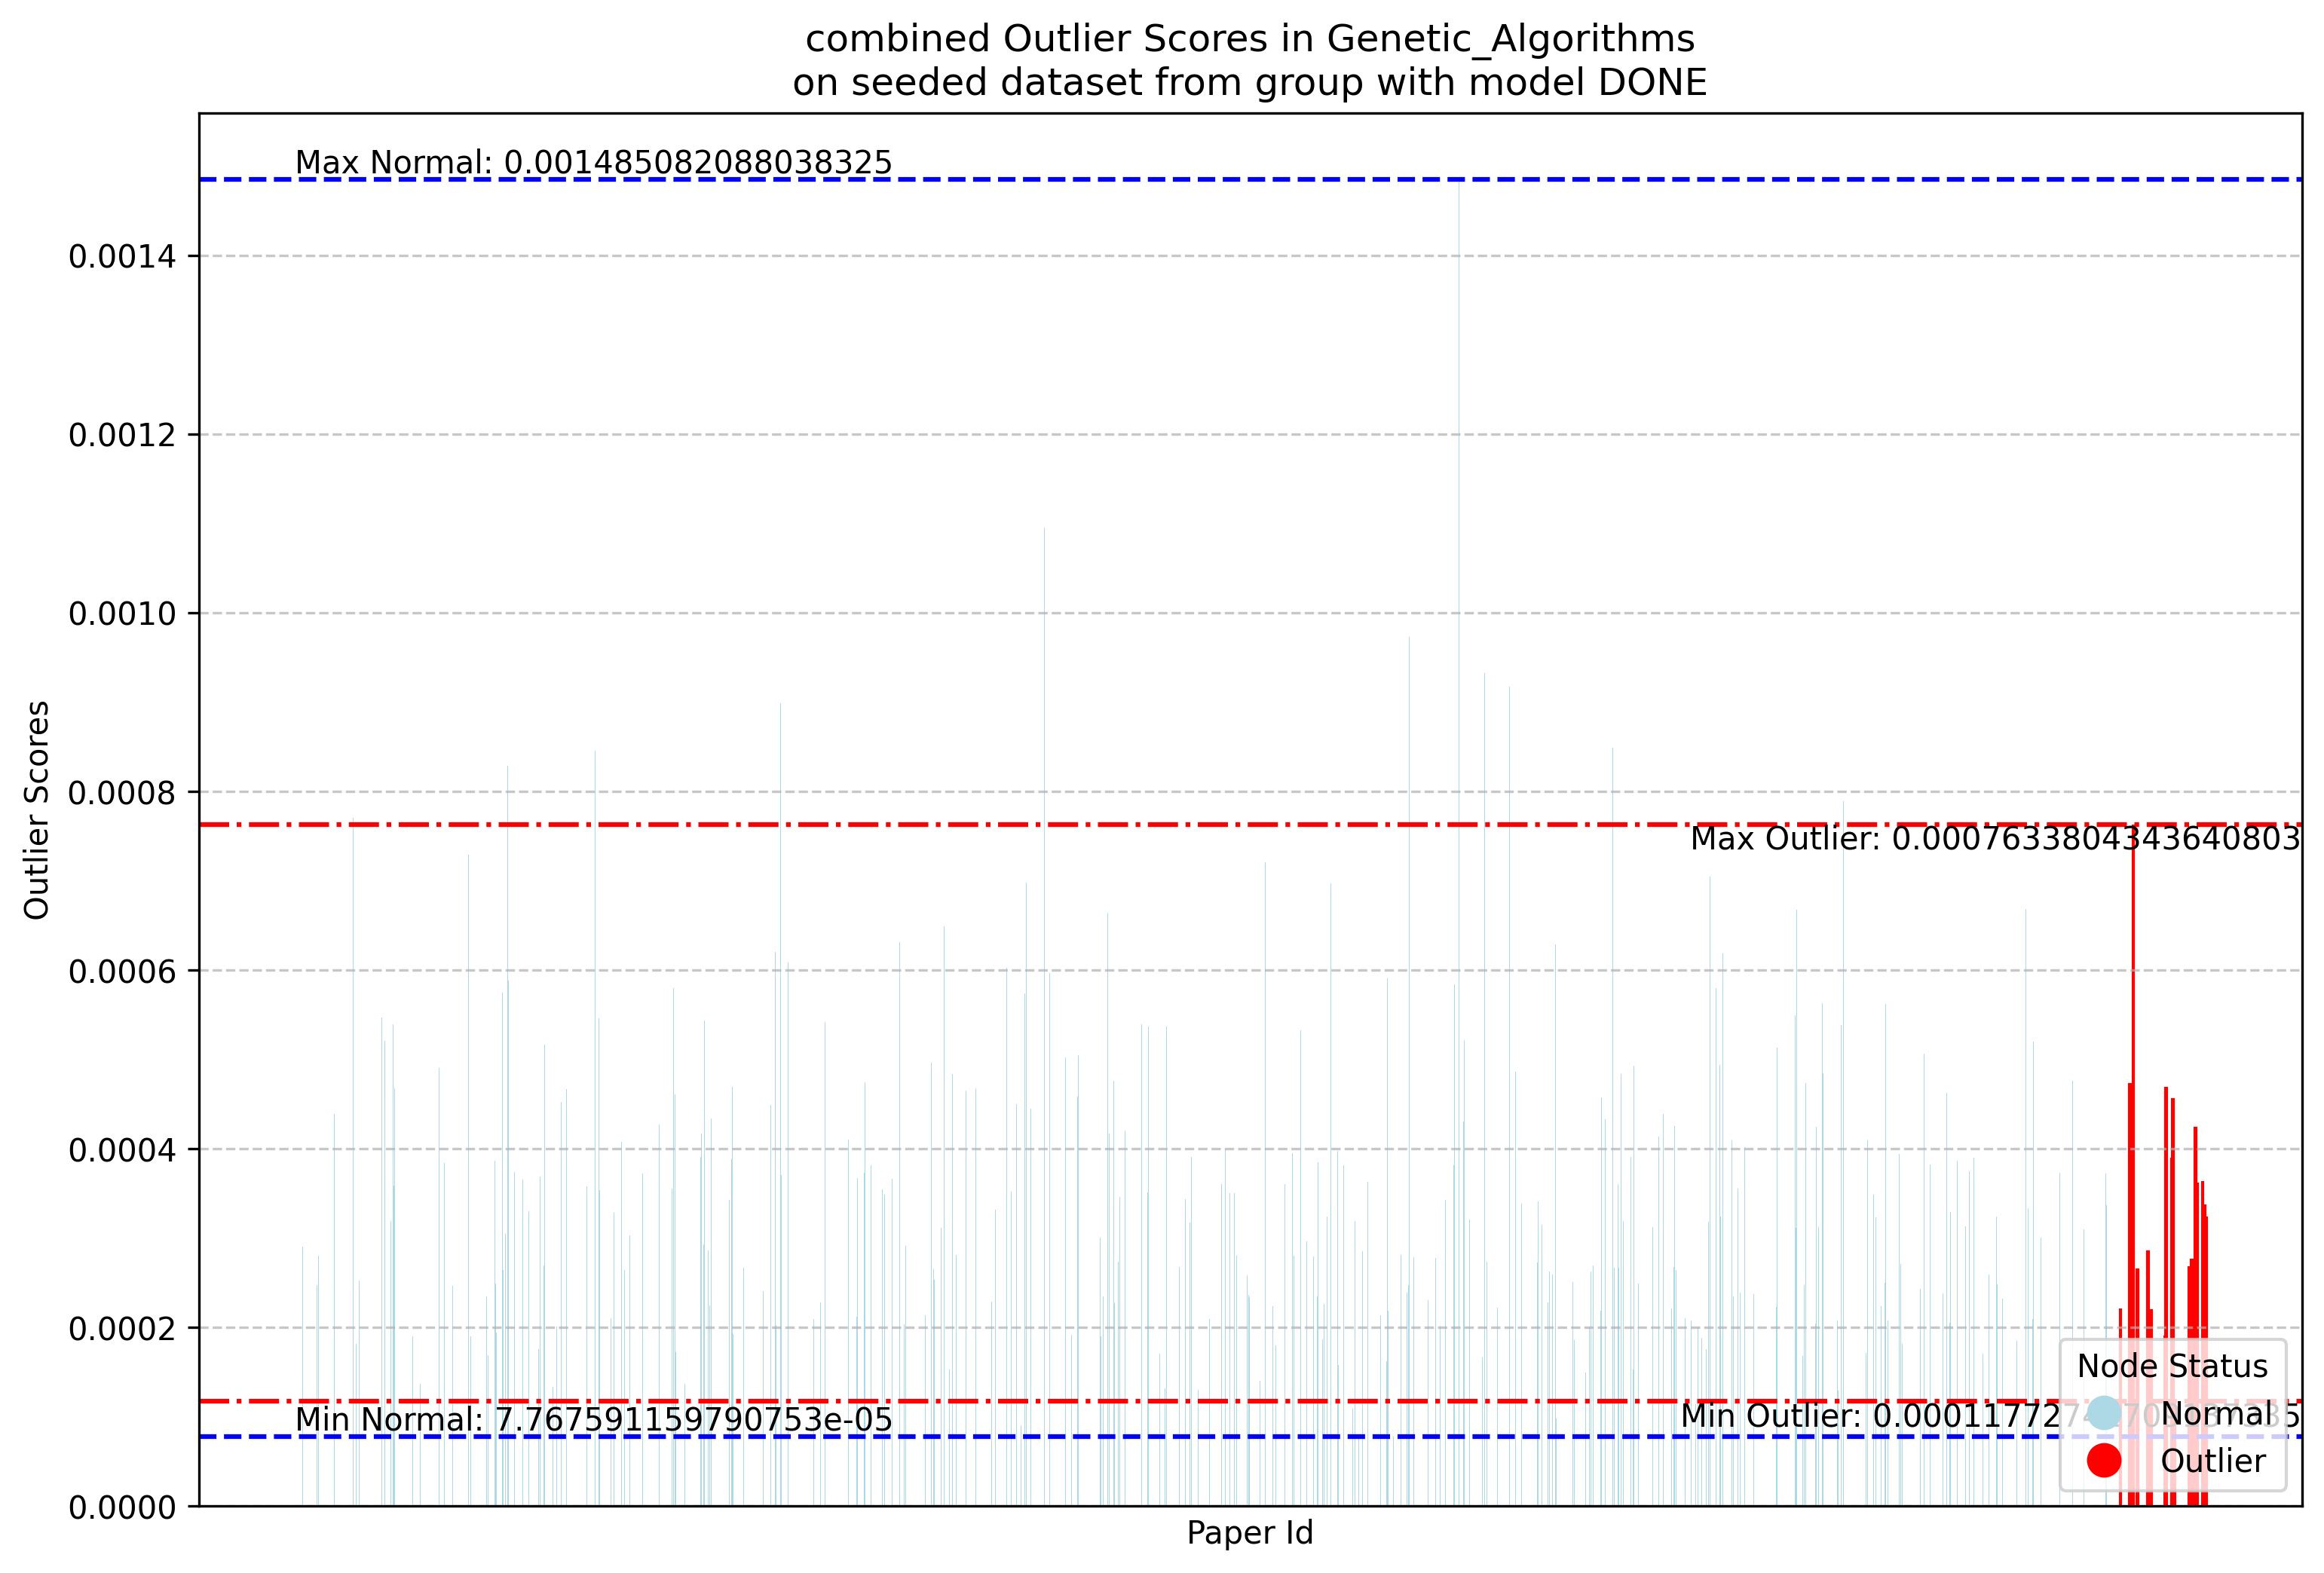 combined Outlier Scores in Genetic_Algorithms
on seeded dataset from group with model DONE
Max Normal: 0.001485082088038325
0.0014
0.0012
0.0010
0.0008
Max Outlier: 0.0007633804343640803
Outlier Scores
0.0006
0.0004
0.0002
Node Status
Normal
Outlier
Min Normal: 7.767591159790753e-05
Min Outlier:
0.0000
Paper Id